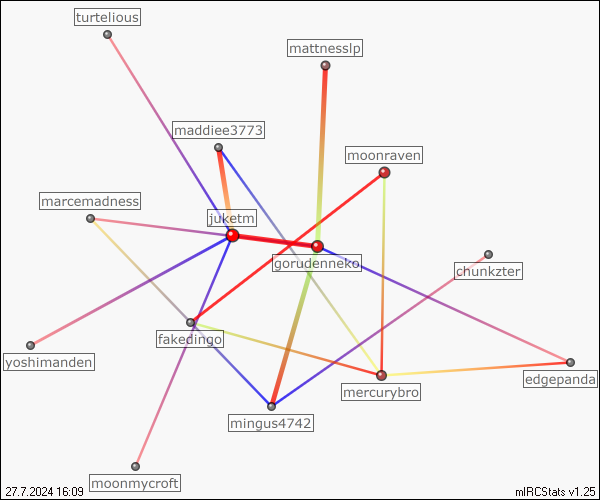 turtelious
mattnesslp
maddiee3773
moonraven
marcemadness
juketm
gorudenneko
chunkzter
fakedingo
yoshimanden
edgepanda
mercurybro
mingus4742
moonmycroft
27.7.2024 16:09
mIRCStats v1.25